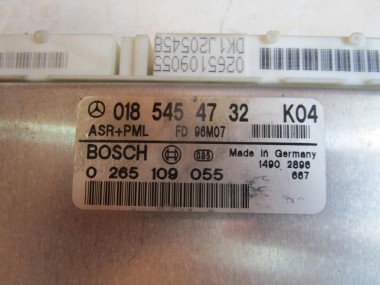 0265109055
DK1J205458
018 545 47 32 K04
ASR+PML FD 96M07
BOSCH 085 Made in Germany
0 265 109 055 1490 2896
667